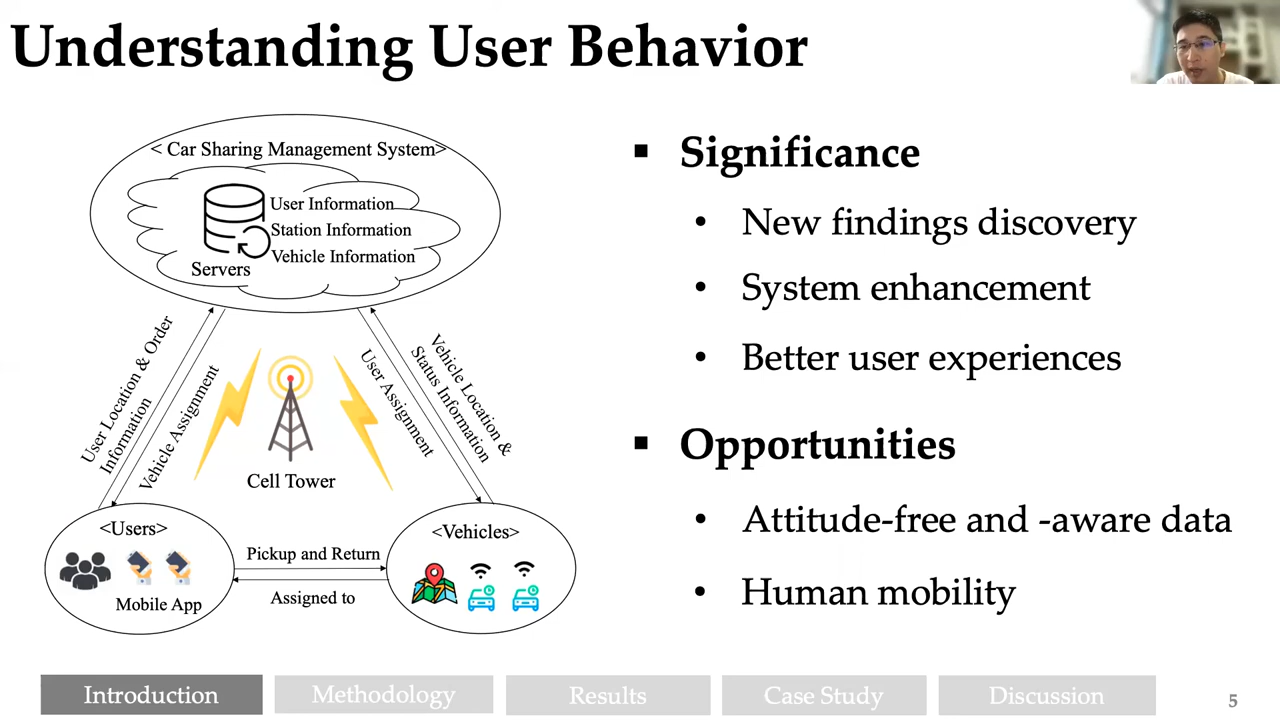 Understanding User Behavior
< Car Sharing Management System>
User Information
Station Information
Vehicle Information
Servers
User Location & Order
Information
Vehicle Assignment
User Assignment
Vehicle Location &
Status Information
Cell Tower
<Users>
Mobile App
Pickup and Return
Assigned to
<Vehicles>
▪ Significance
• New findings discovery
• System enhancement
• Better user experiences
▪ Opportunities
• Attitude-free and -aware data
• Human mobility
Introduction
Methodology
Results
Case Study
Discussion
5